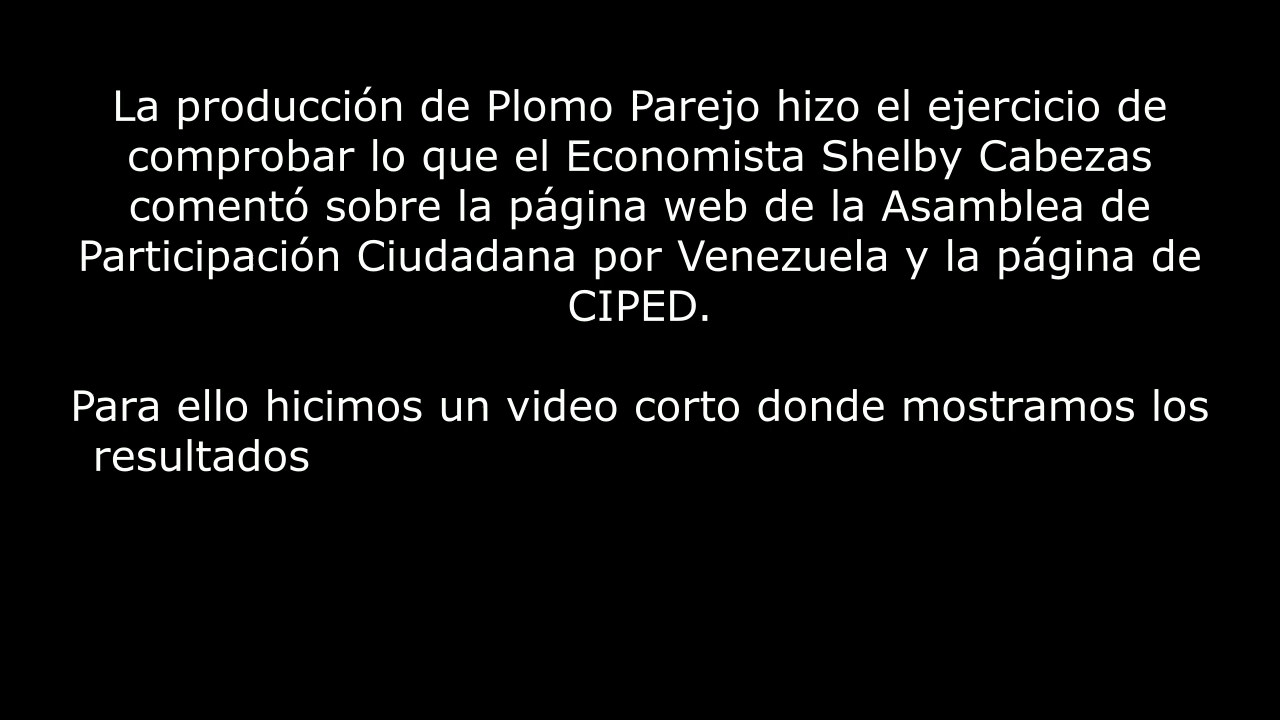 La producción de Plomo Parejo hizo el ejercicio de
comprobar lo que el Economista Shelby Cabezas
comentó sobre la página web de la Asamblea de
Participación Ciudadana por Venezuela y la página de
CIPED.
Para ello hicimos un video corto donde mostramos los
resultados